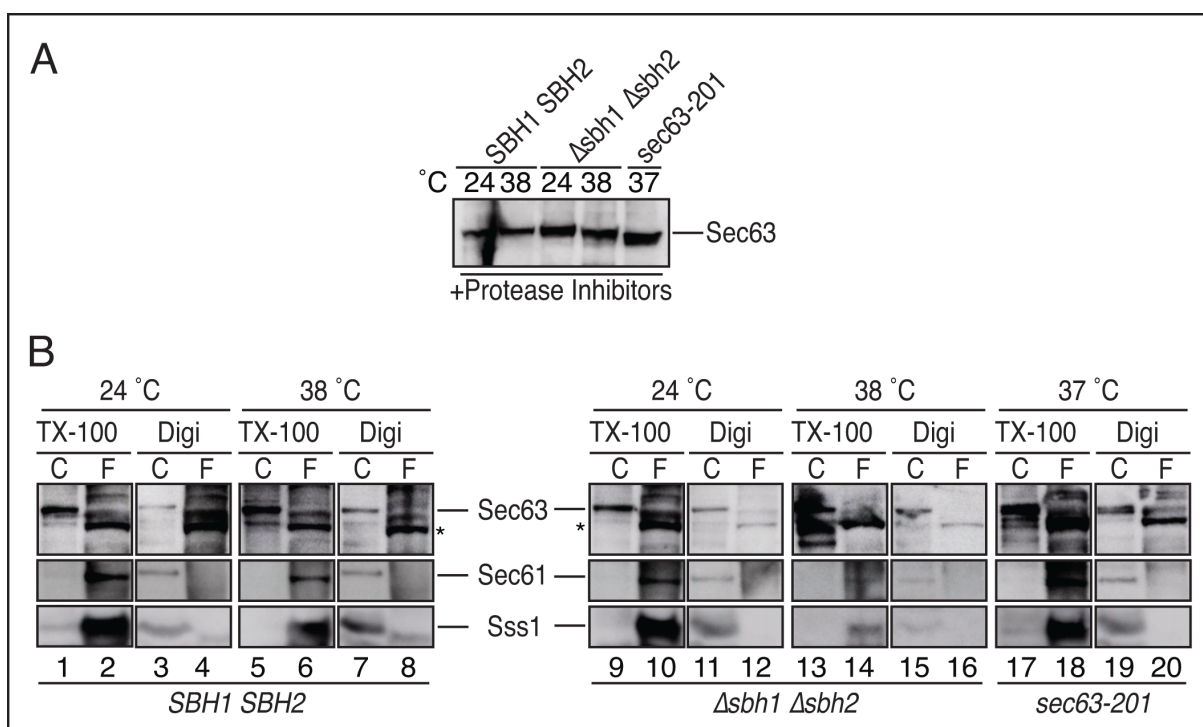 A
SBH1 SBH2
Δsbh1 Δsbh2
sec63-201
°C 24 38 24 38 37
Sec63
+Protease Inhibitors
B
24 °C 38 °C 24 °C 38 °C 37 °C
TX-100 Digi TX-100 Digi TX-100 Digi TX-100 Digi TX-100 Digi
C F C F C F C F C F C F C F C F C F C F
Sec63
* *
Sec61
Sss1
1 2 3 4 5 6 7 8 9 10 11 12 13 14 15 16 17 18 19 20
SBH1 SBH2 Δsbh1 Δsbh2 sec63-201